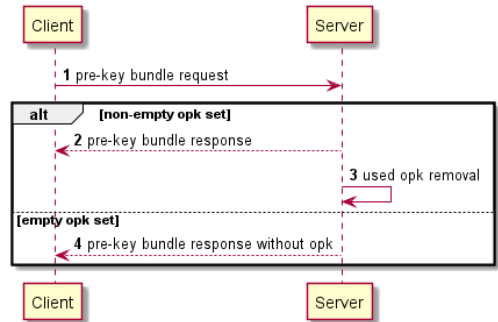 Client Server
1 pre-key bundle request
alt [non-empty opk set]
2 pre-key bundle response
3 used opk removal
[empty opk set]
4 pre-key bundle response without opk
Client Server